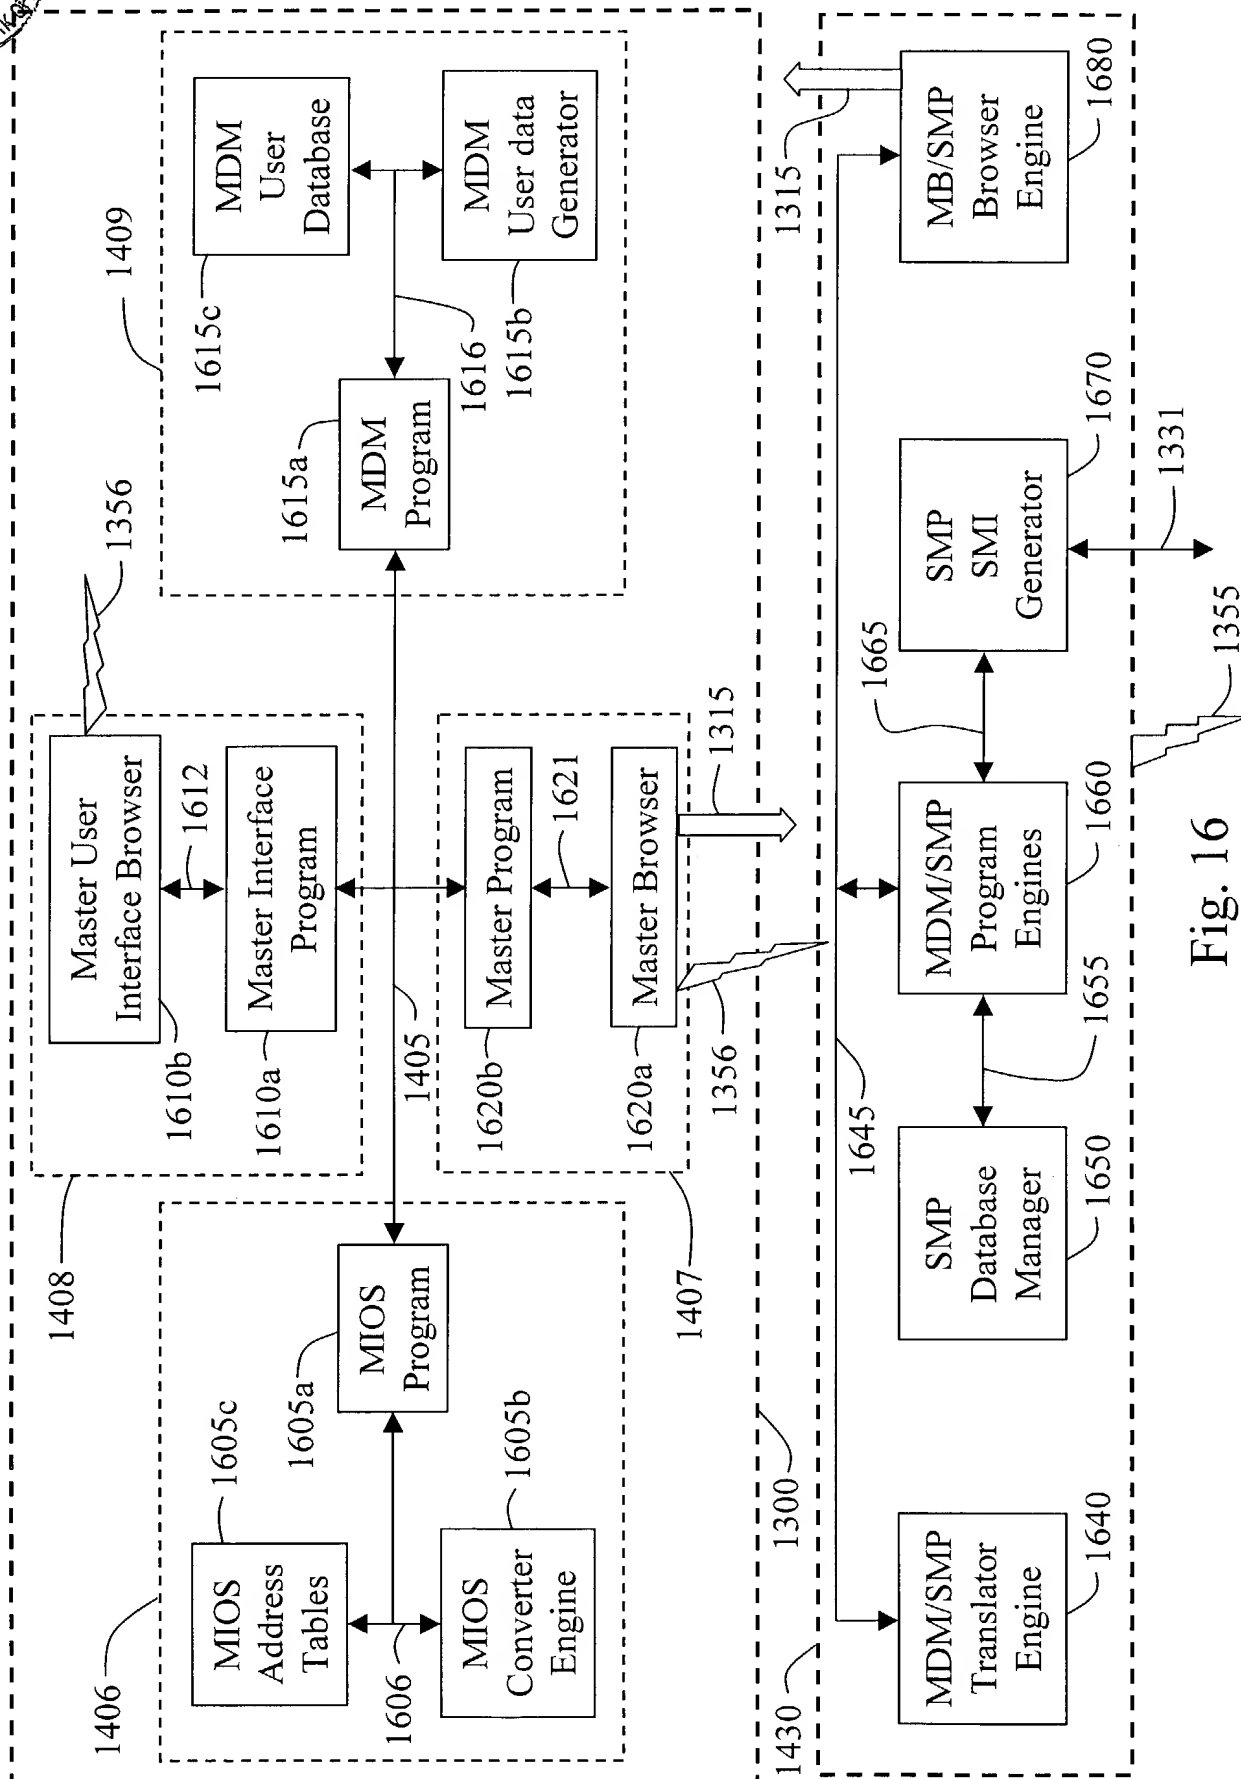 1406
1605c
MIOS
Address
Tables
1606
MIOS
Converter
Engine
1605b
MIOS
Program
1605a
1408
Master User
Interface Browser
1610b
1612
Master Interface
Program
1610a
1356
1405
Master Program
1620b
1621
Master Browser
1620a
1407
1356
1315
1409
MDM
Program
1615a
1616
MDM
User
Database
1615c
MDM
User data
Generator
1615b
1300
1430
MDM/SMP
Translator
Engine
1640
1645
SMP
Database
Manager
1650
1655
MDM/SMP
Program
Engines
1660
1665
SMP
SMI
Generator
1670
1331
1355
MB/SMP
Browser
Engine
1680
1315
Fig. 16